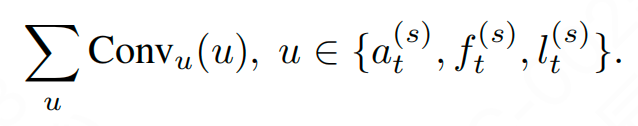 ∑_u Conv_u(u), u ∈ {a_t^{(s)}, f_t^{(s)}, l_t^{(s)}}.